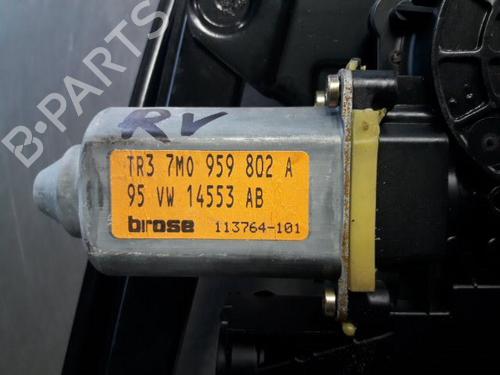 B-PARTS
RV
TR3 7M0 959 802 A
95 VW 14553 AB
brose 113764-101